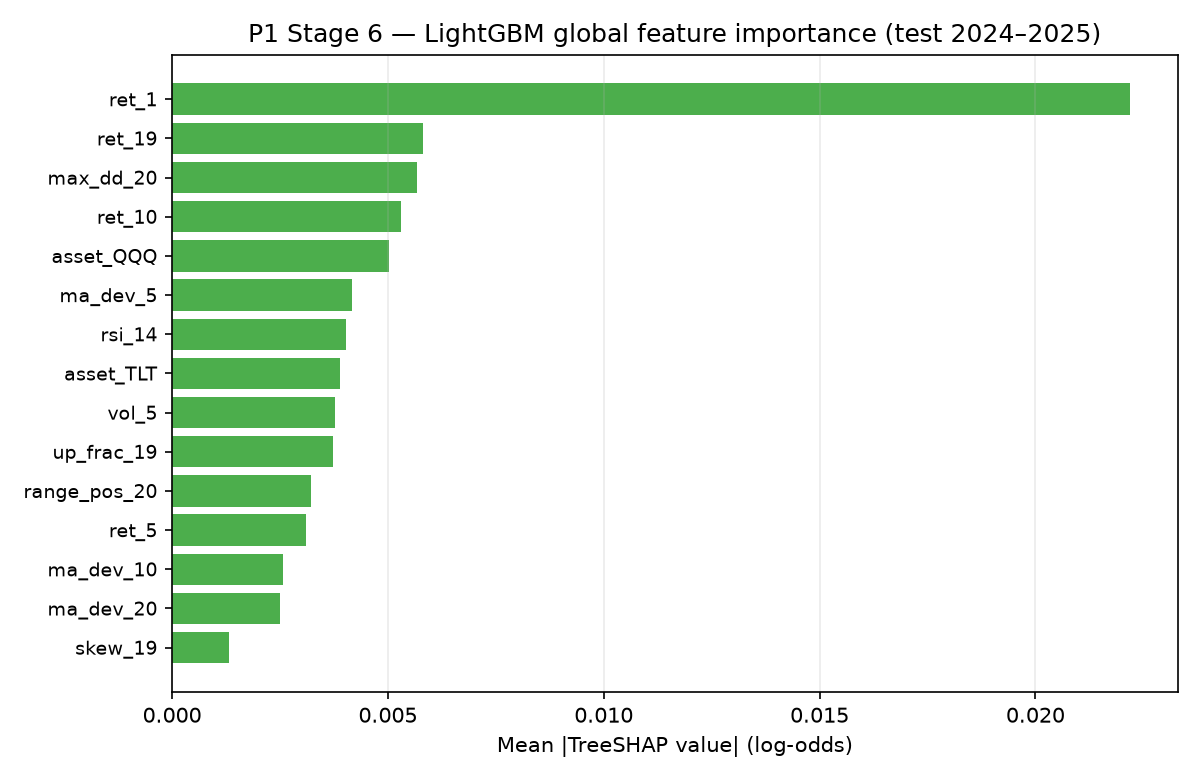 P1 Stage 6 — LightGBM global feature importance (test 2024–2025)
ret_1
ret_19
max_dd_20
ret_10
asset_QQQ
ma_dev_5
rsi_14
asset_TLT
vol_5
up_frac_19
range_pos_20
ret_5
ma_dev_10
ma_dev_20
skew_19
0.000 0.005 0.010 0.015 0.020
Mean |TreeSHAP value| (log-odds)